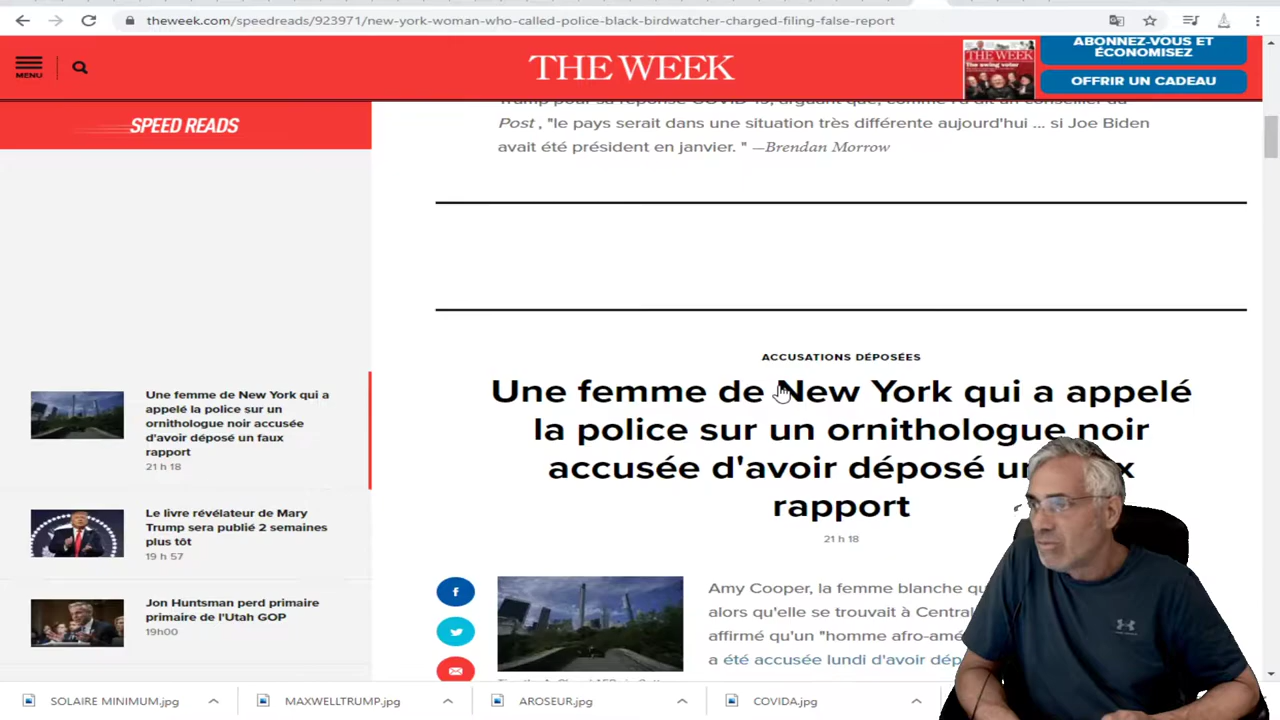 theweek.com/speedreads/923971/new-york-woman-who-called-police-black-birdwatcher-charged-filing-false-report
MENU
THE WEEK
THE WEEK
ABONNEZ-VOUS ET
ÉCONOMISEZ
OFFRIR UN CADEAU
SPEED READS
Trump pour sa réponse COVID-19, arguant que, comme l'a dit un conseiller du
Post , "le pays serait dans une situation très différente aujourd'hui ... si Joe Biden
avait été président en janvier. " —Brendan Morrow
ACCUSATIONS DÉPOSÉES
Une femme de New York qui a appelé
la police sur un ornithologue noir
accusée d'avoir déposé un
rapport
21 h 18
Une femme de New York qui a
appelé la police sur un
ornithologue noir accusée
d'avoir déposé un faux
rapport
21 h 18
Le livre révélateur de Mary
Trump sera publié 2 semaines
plus tôt
19 h 57
Jon Huntsman perd primaire
primaire de l'Utah GOP
19h00
Amy Cooper, la femme blanche
alors qu'elle se trouvait à Central
affirmé qu'un "homme
a été accusée lundi d'avoir
SOLAIRE MINIMUM.jpg
MAXWELLTRUMP.jpg
AROSEUR.jpg
COVIDA.jpg